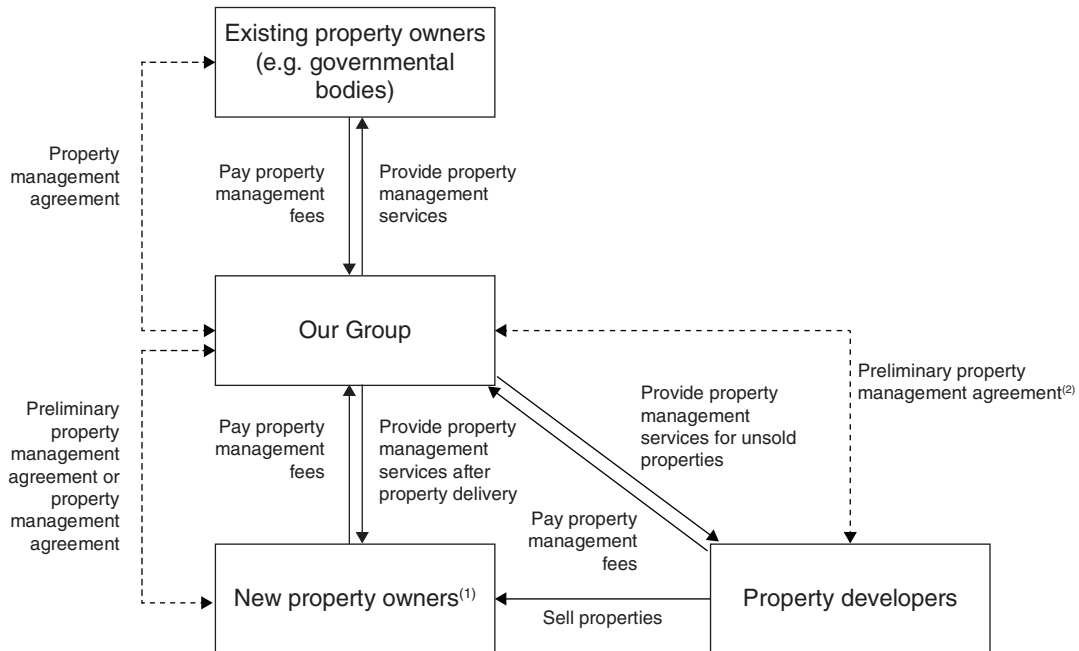 Existing property owners
(e.g. governmental
bodies)
Property
management
agreement
Pay property
management
fees
Provide property
management
services
Our Group
Preliminary
property
management
agreement or
property
management
agreement
Pay property
management
fees
Provide property
management
services after
property delivery
Provide property
management
services for unsold
properties
Preliminary property
management agreement(2)
Pay property
management
fees
New property owners(1)
Sell properties
Property developers